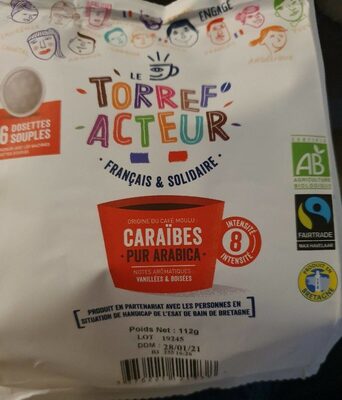 ENGAGÉ
LE
TORREF'
ACTEUR
FRANÇAIS & SOLIDAIRE
6 DOSETTES
SOUPLES
ORIGINE DU CAFÉ MOULU
CARAÏBES
PUR ARABICA
NOTES AROMATIQUES
VANILLÉES & BOISÉES
INTENSITÉ
8
INTENSITÉ
CERTIFIÉ
AB
AGRICULTURE
BIOLOGIQUE
FAIRTRADE
MAX HAVELAAR
PRODUIT EN
BRETAGNE
PRODUIT EN PARTENARIAT AVEC LES PERSONNES EN
SITUATION DE HANDICAP DE L'ESAT DE BAIN DE BRETAGNE
Poids Net : 112g
LOT 19245
DDM : 28/01/21